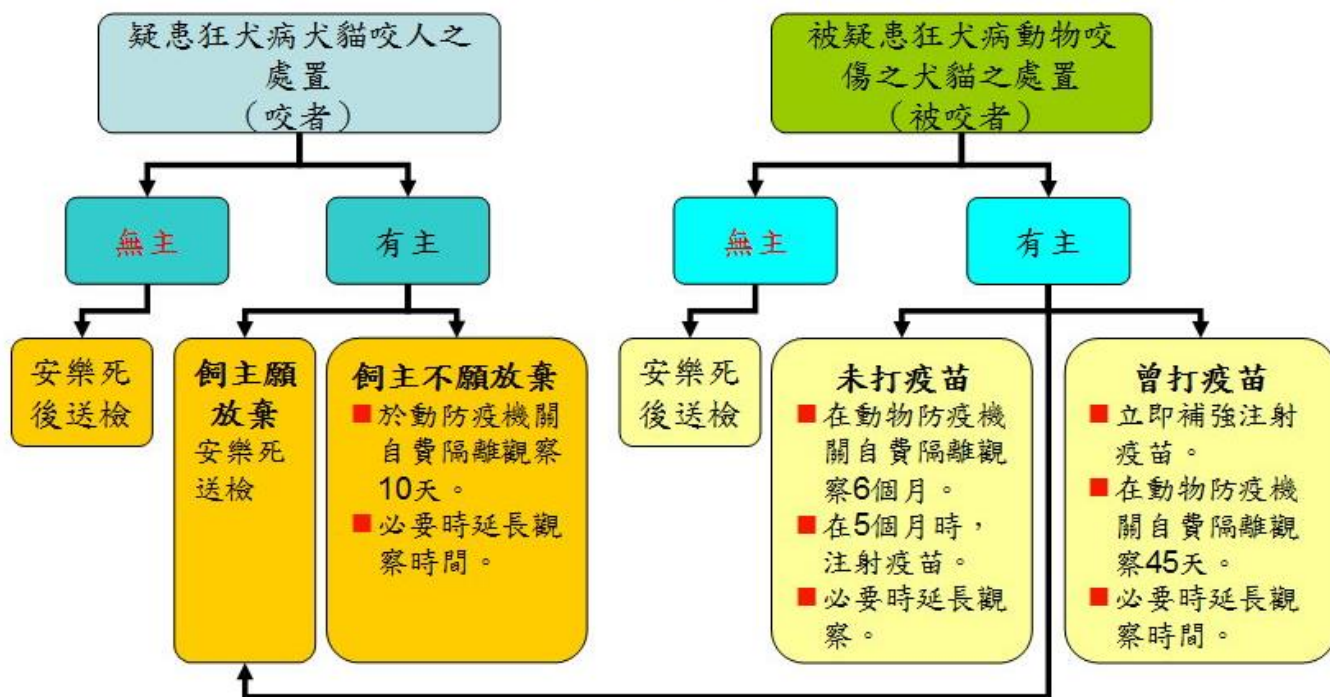 疑患狂犬病犬貓咬人之
處置
（咬者）
無主
有主
安樂死
後送檢
飼主願
放棄
安樂死
送檢
飼主不願放棄
■於動防疫機關
自費隔離觀察
10天。
■必要時延長觀
察時間。
被疑患狂犬病動物咬
傷之犬貓之處置
（被咬者）
無主
有主
安樂死
後送檢
未打疫苗
■在動物防疫機
關自費隔離觀
察6個月。
■在5個月時，
注射疫苗。
■必要時延長觀
察。
曾打疫苗
■立即補強注射
疫苗。
■在動物防疫機
關自費隔離觀
察45天。
■必要時延長觀
察時間。